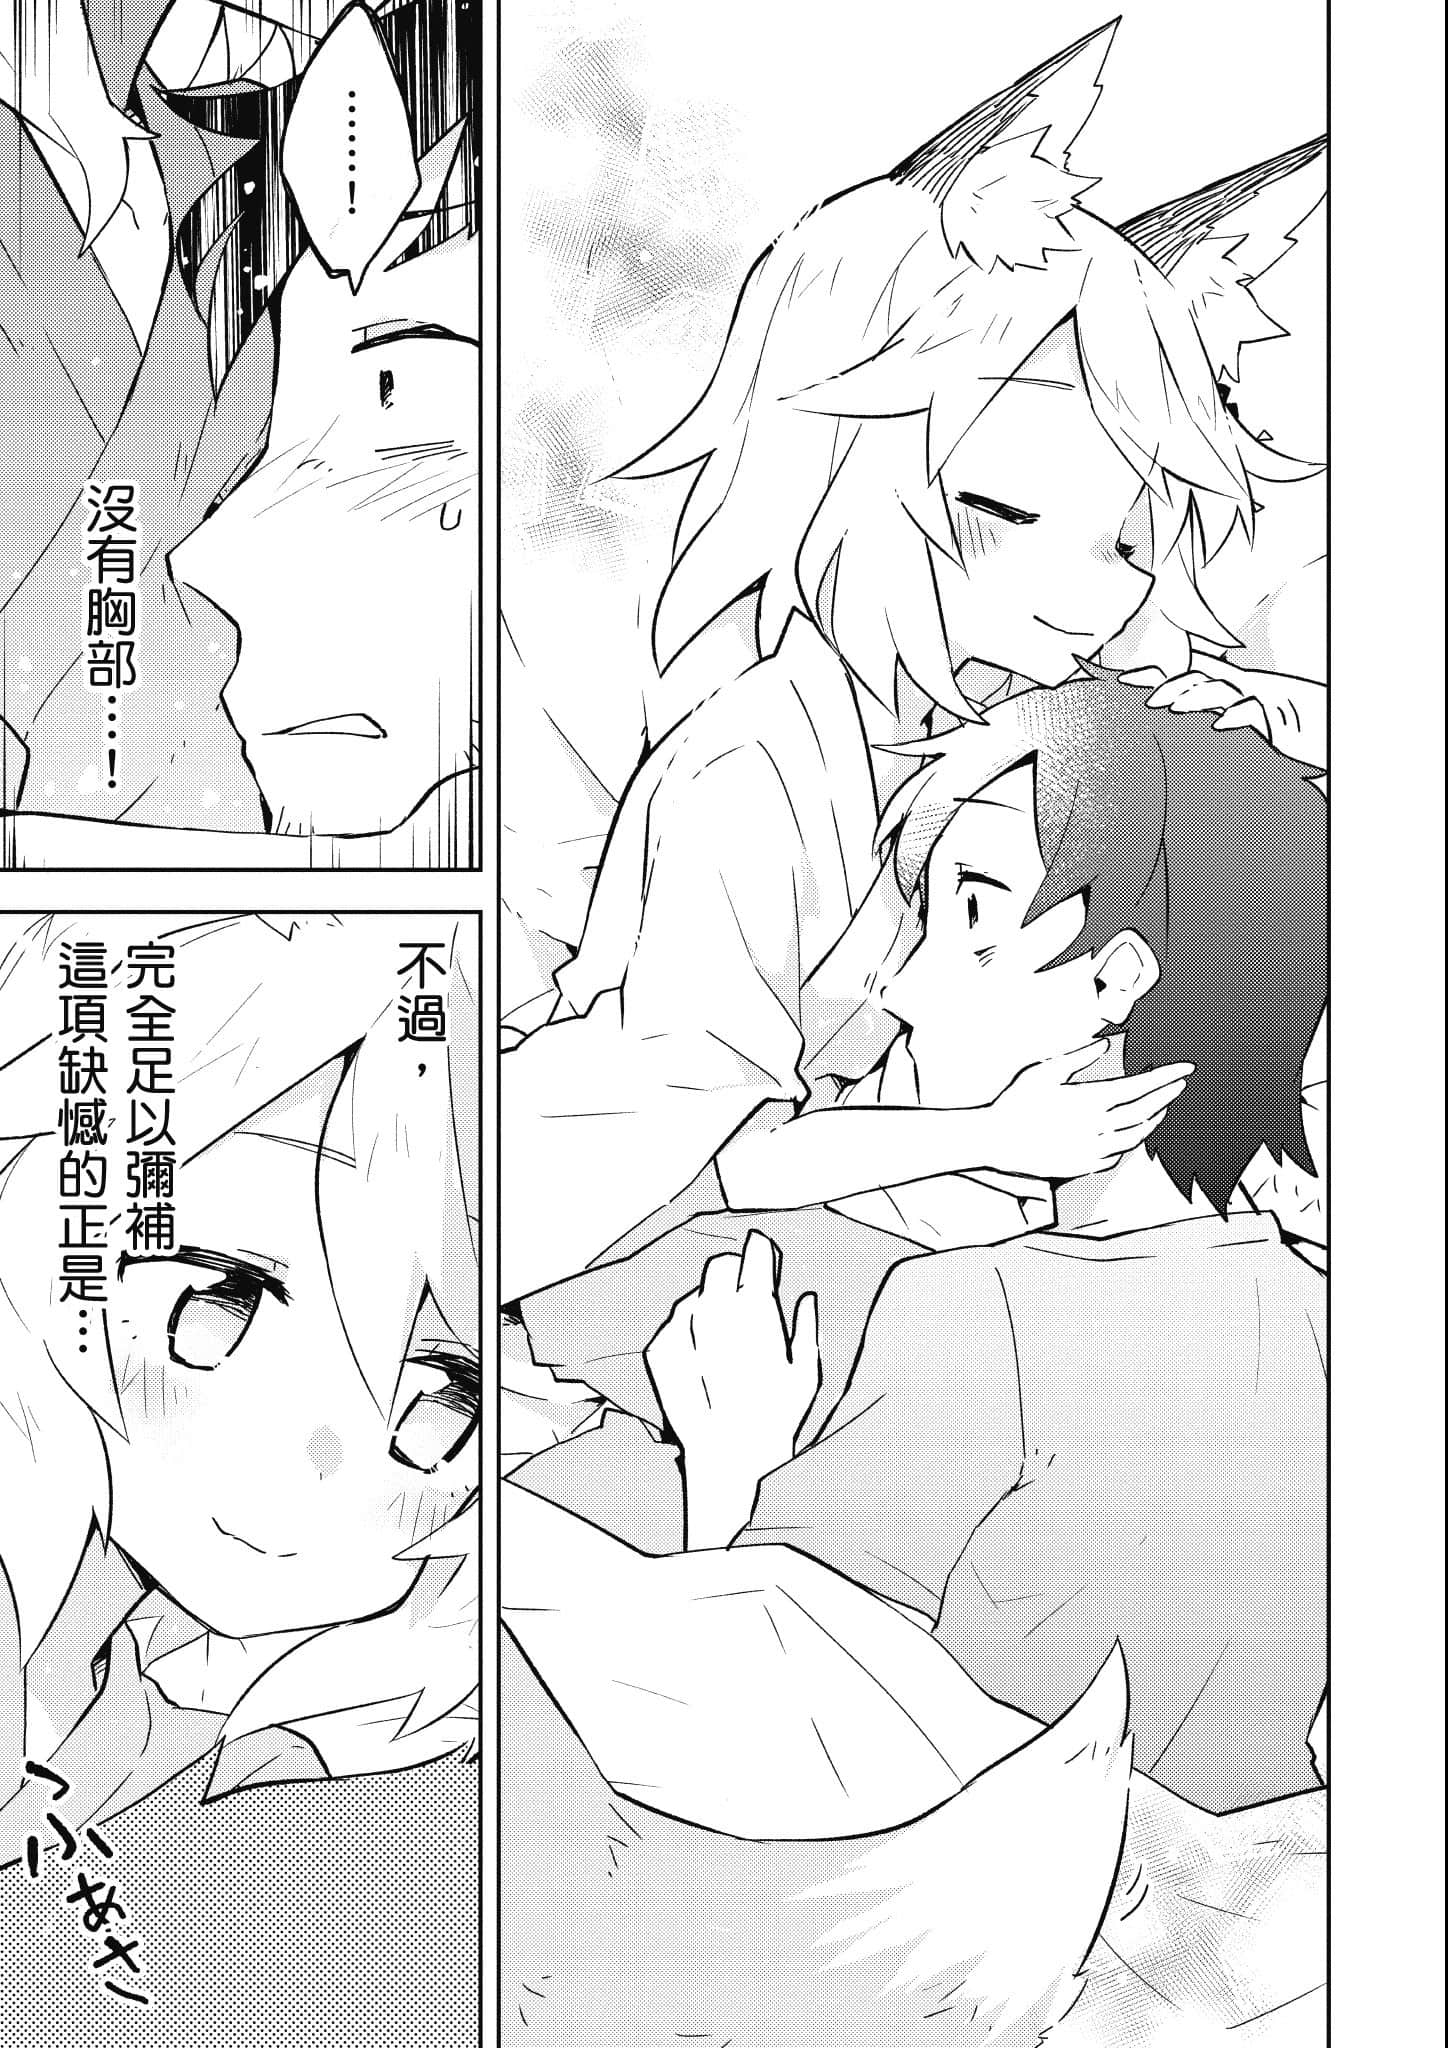 ……！
沒有胸部……！
不過，
完全足以彌補
這項缺憾的正是…
ふぁさっ